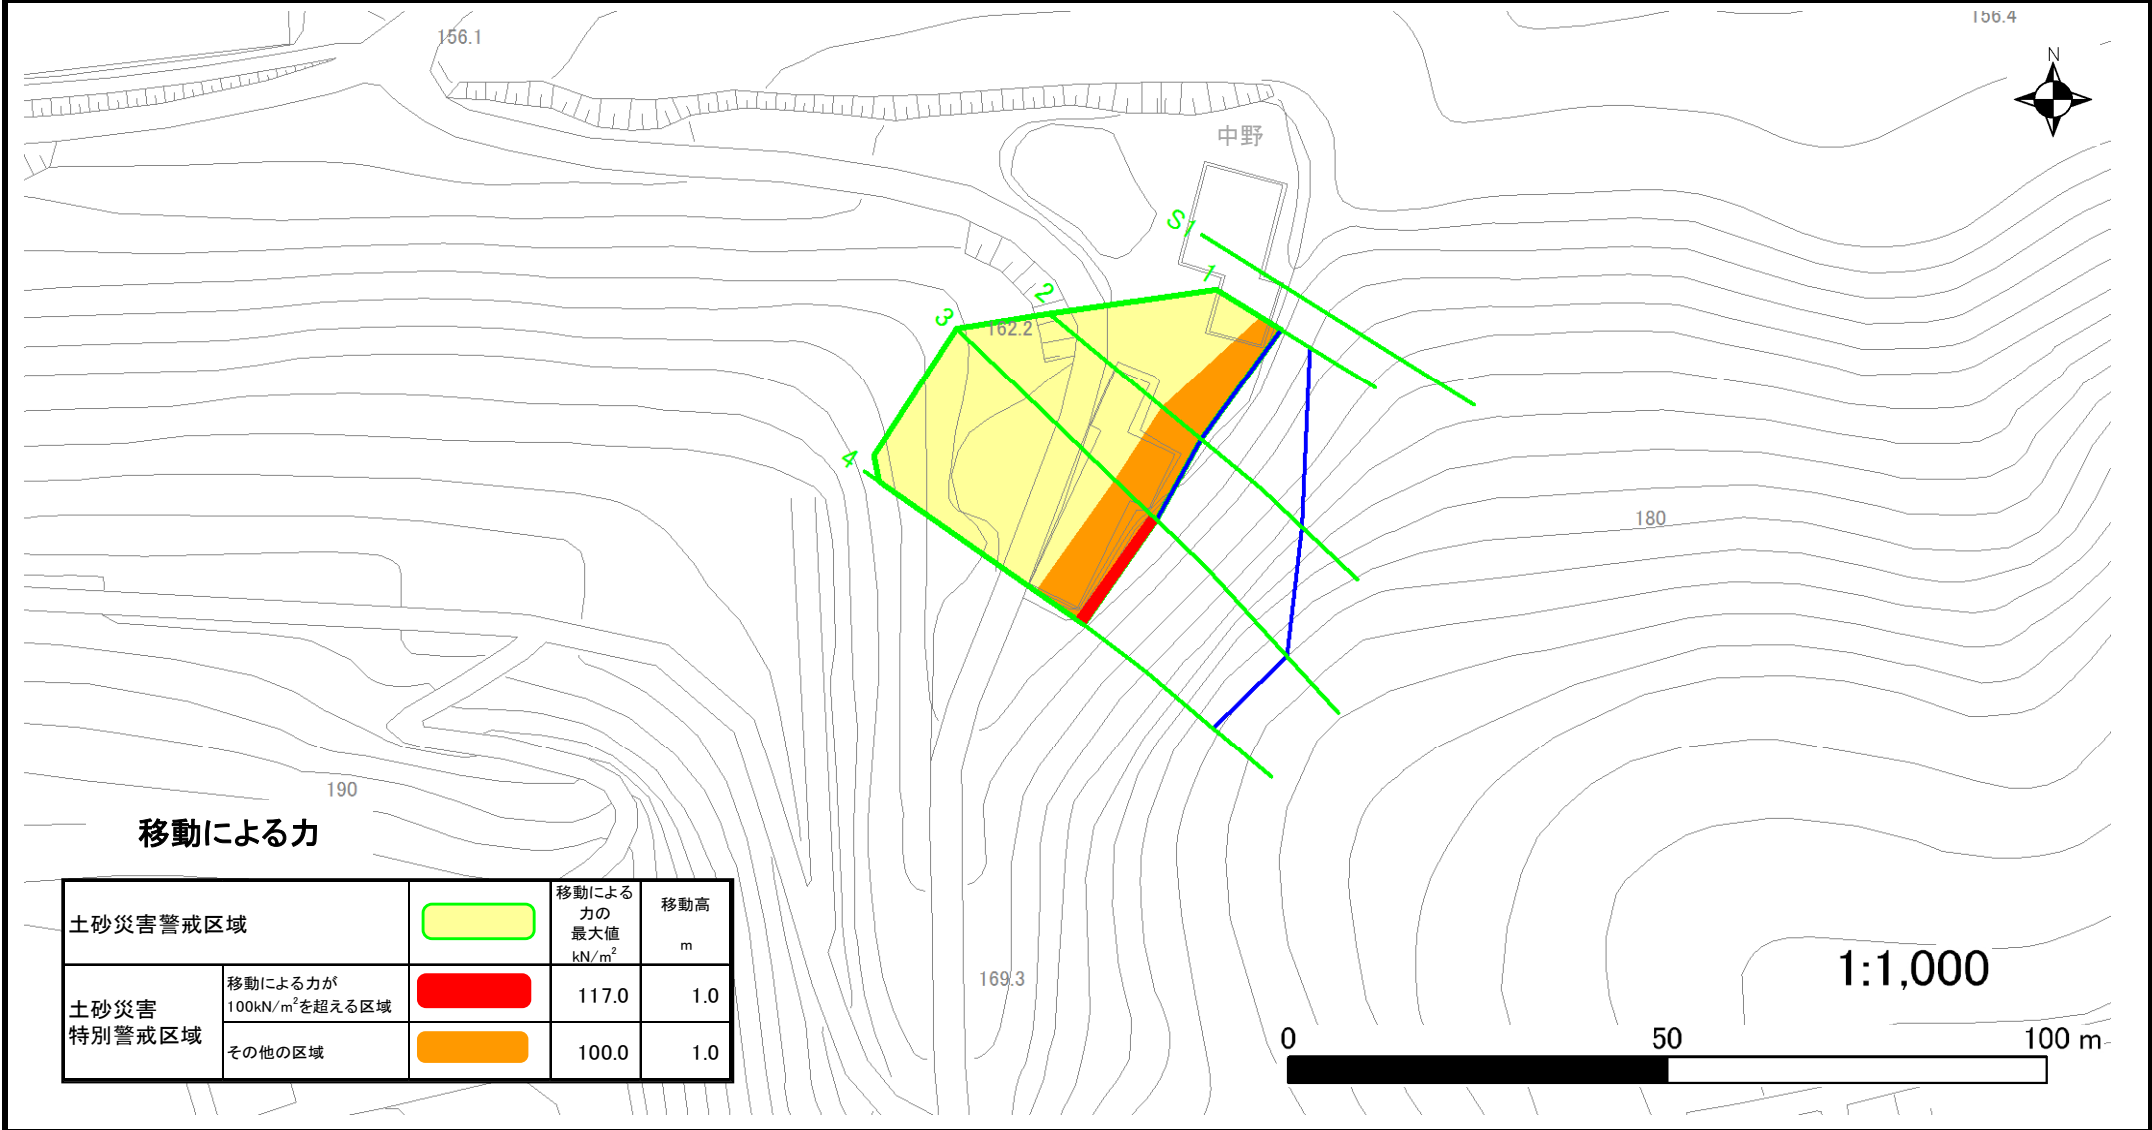 156.1
156.4
N
中野
S1
1
2
3
162.2
4
180
190
移動による力
土砂災害警戒区域
移動による
力の
最大値
kN/m²
移動高
m
土砂災害
特別警戒区域
移動による力が
100kN/m²を超える区域
117.0
1.0
その他の区域
100.0
1.0
169.3
1:1,000
0
50
100 m